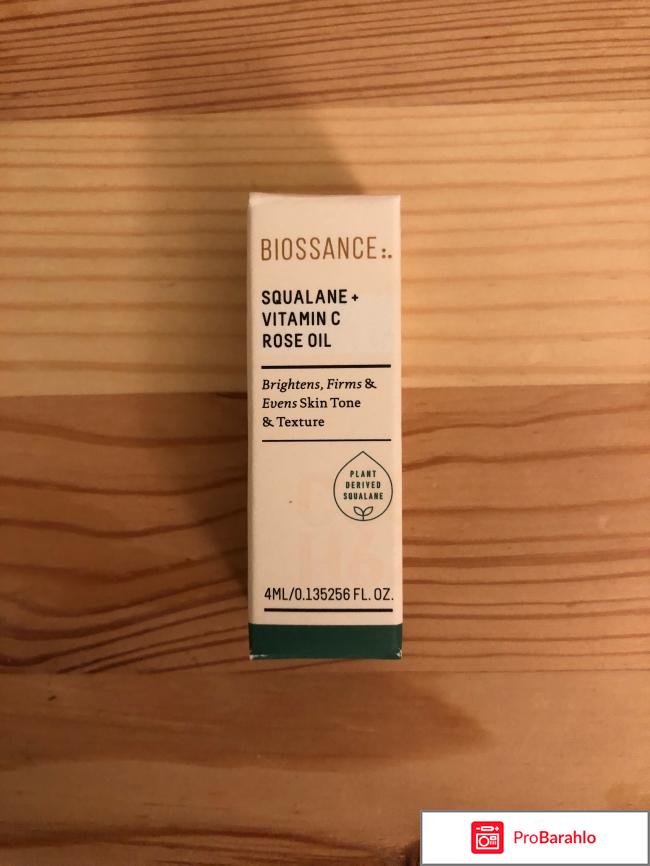 BIOSSANCE:.
SQUALANE +
VITAMIN C
ROSE OIL
Brightens, Firms &
Evens Skin Tone
& Texture
PLANT
DERIVED
SQUALANE
4ML/0.135256 FL. OZ.
ProBarahlo